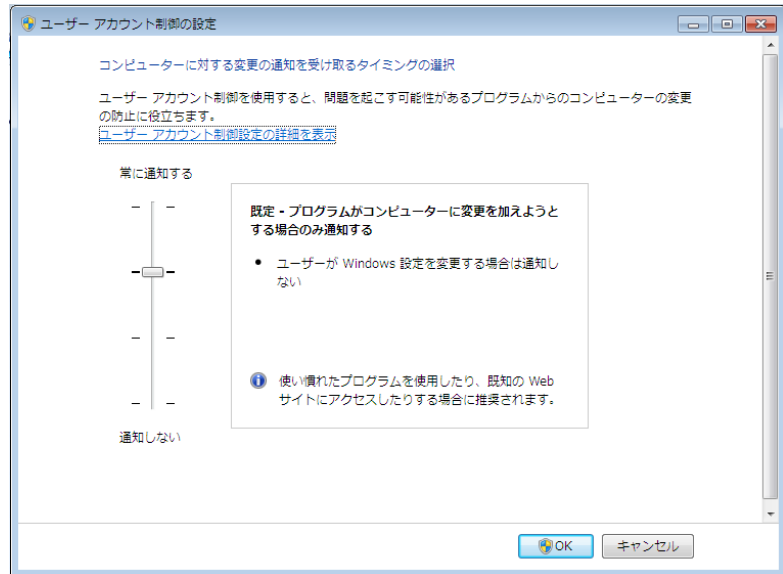 ユーザー アカウント制御の設定
コンピューターに対する変更の通知を受け取るタイミングの選択
ユーザー アカウント制御を使用すると、問題を起こす可能性があるプログラムからのコンピューターの変更
の防止に役立ちます。
ユーザー アカウント制御設定の詳細を表示
常に通知する
既定 - プログラムがコンピューターに変更を加えようと
する場合のみ通知する
● ユーザーが Windows 設定を変更する場合は通知し
ない
使い慣れたプログラムを使用したり、既知の Web
サイトにアクセスしたりする場合に推奨されます。
通知しない
OK
キャンセル